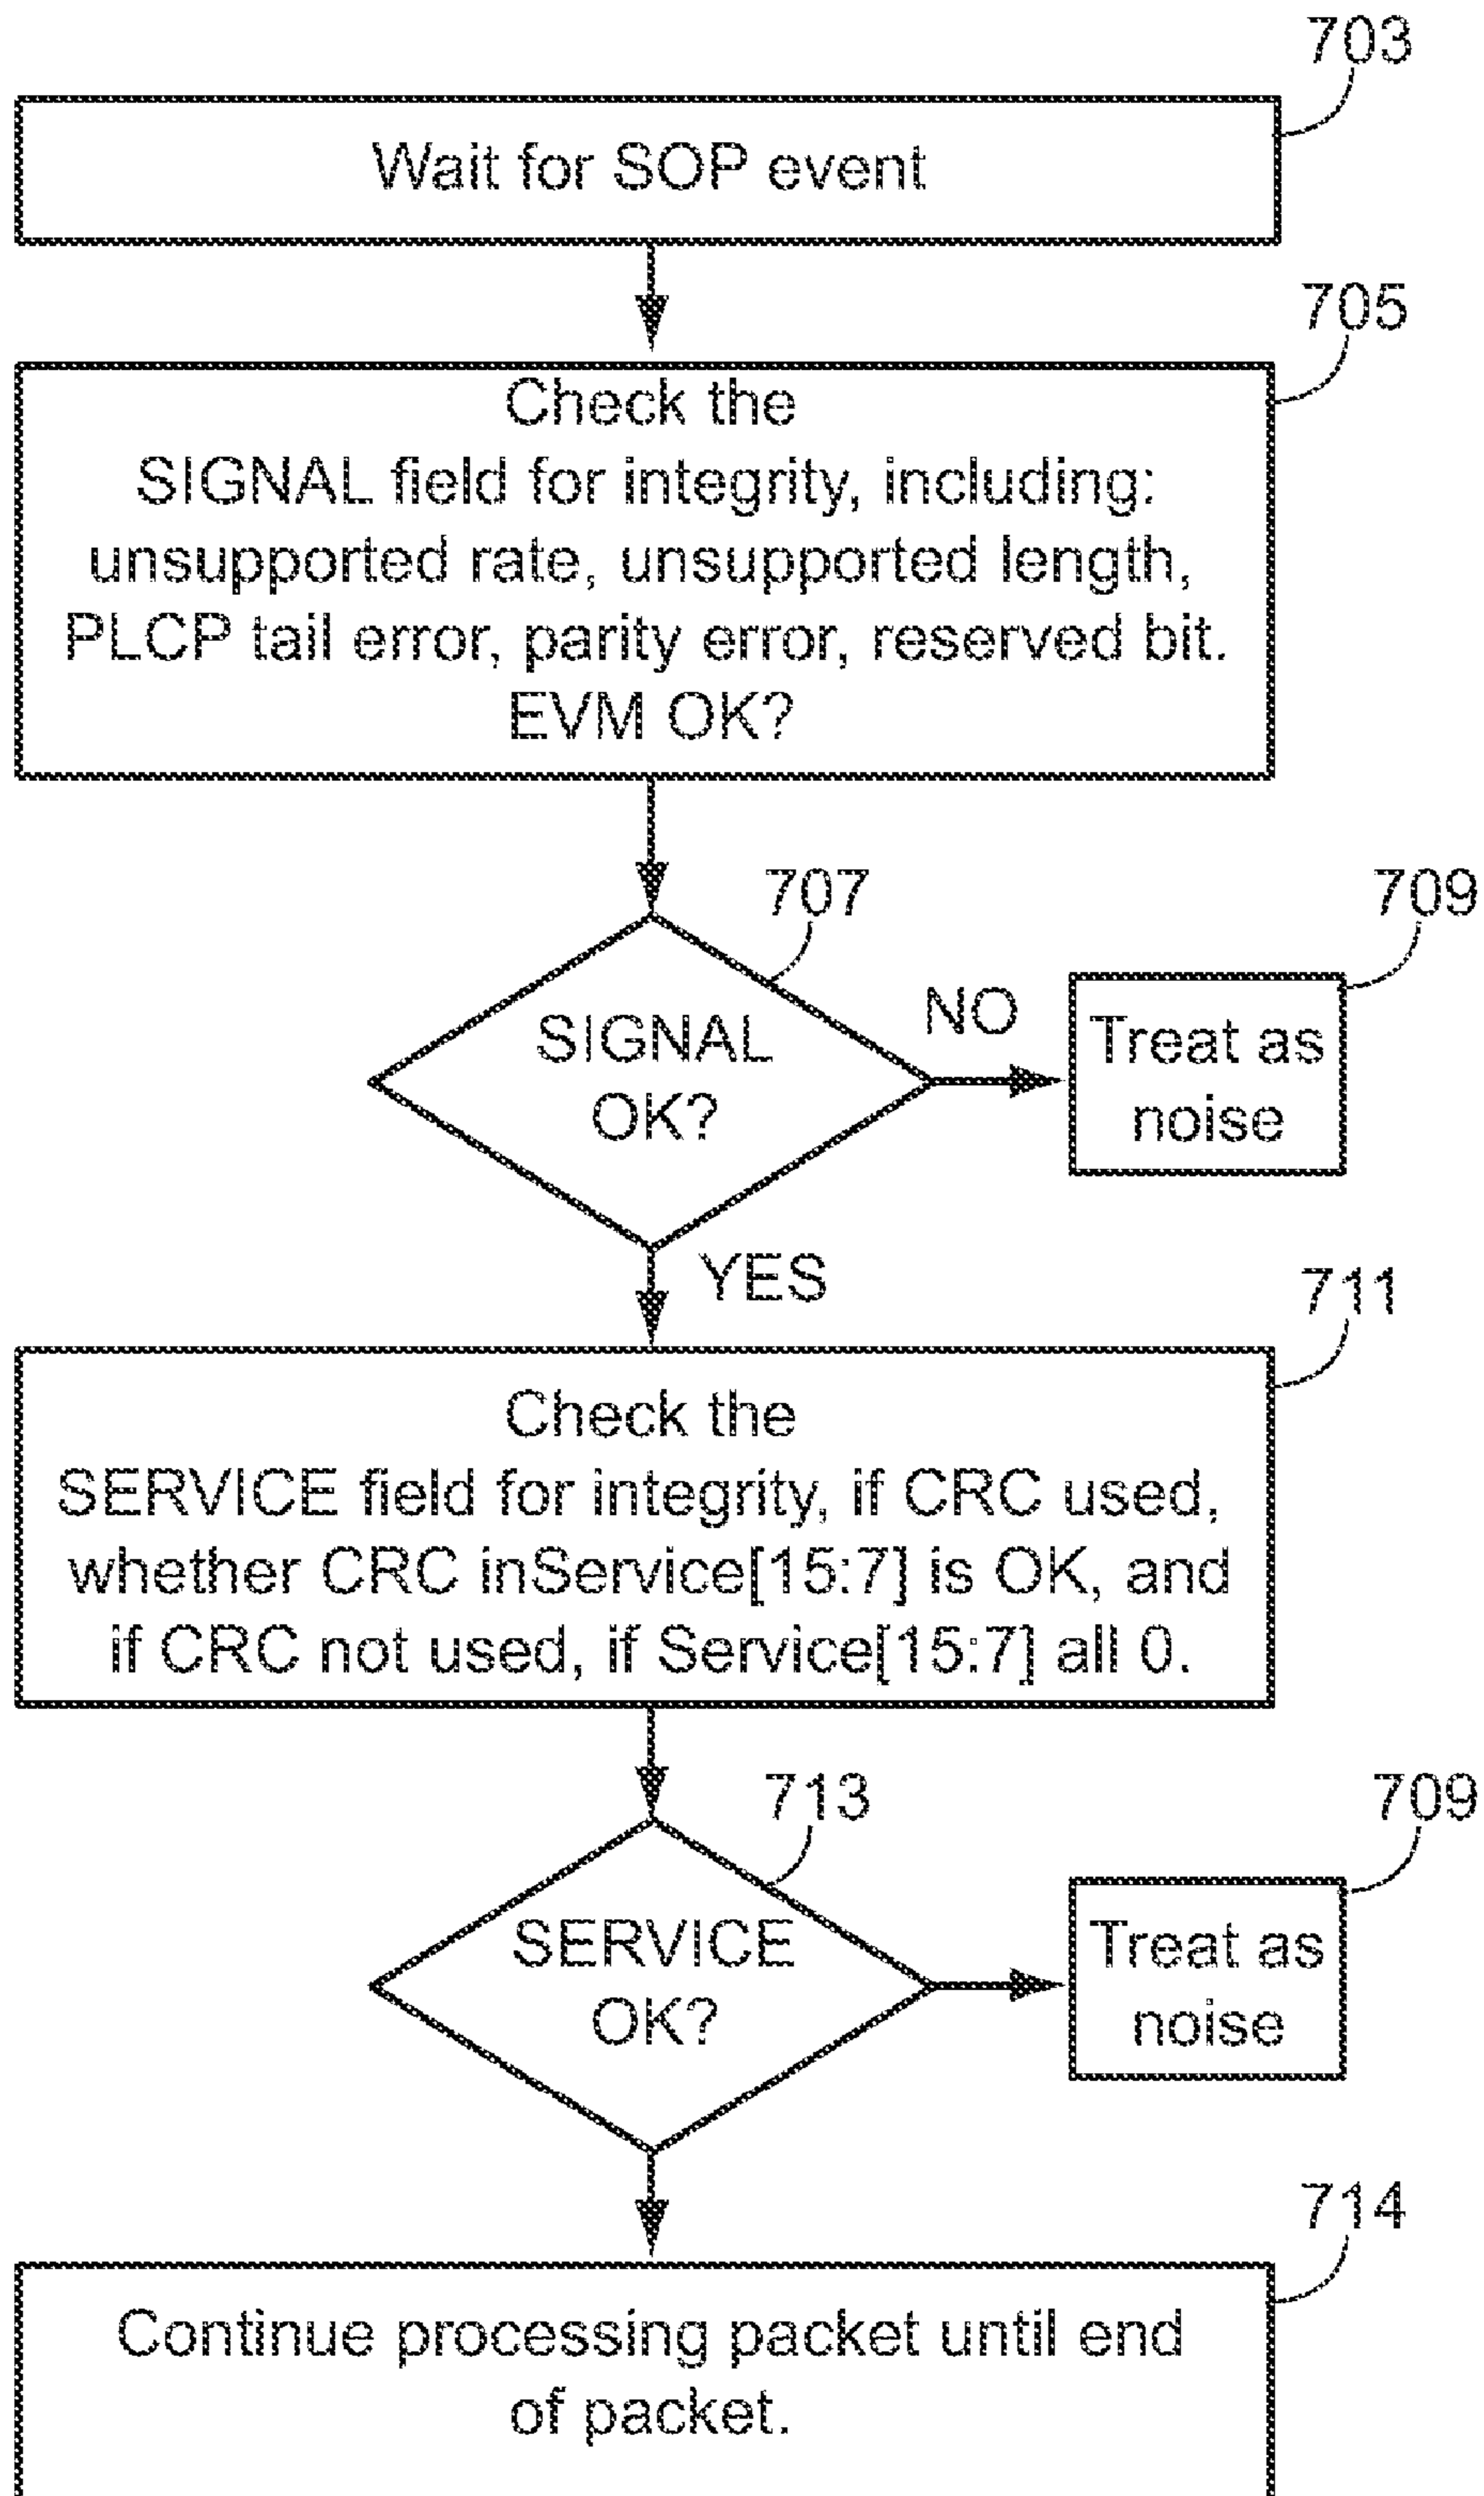 703
Wait for SOP event
705
Check the
SIGNAL field for integrity, including:
unsupported rate, unsupported length,
PLCP tail error, parity error, reserved bit.
EVM OK?
707
709
SIGNAL
OK?
NO
Treat as
noise
YES
711
Check the
SERVICE field for integrity, if CRC used,
whether CRC inService[15:7] is OK, and
if CRC not used, if Service[15:7] all 0.
713
709
SERVICE
OK?
Treat as
noise
714
Continue processing packet until end
of packet.